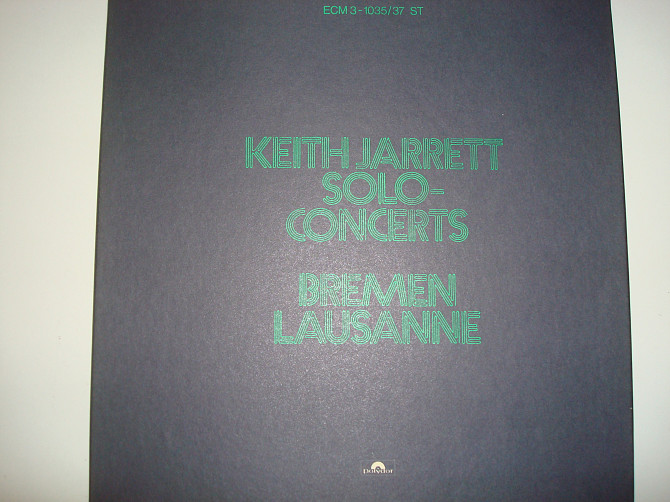 ECM 3-1035/37 ST
KEITH JARRETT
SOLO-
CONCERTS
BREMEN
LAUSANNE
polydor